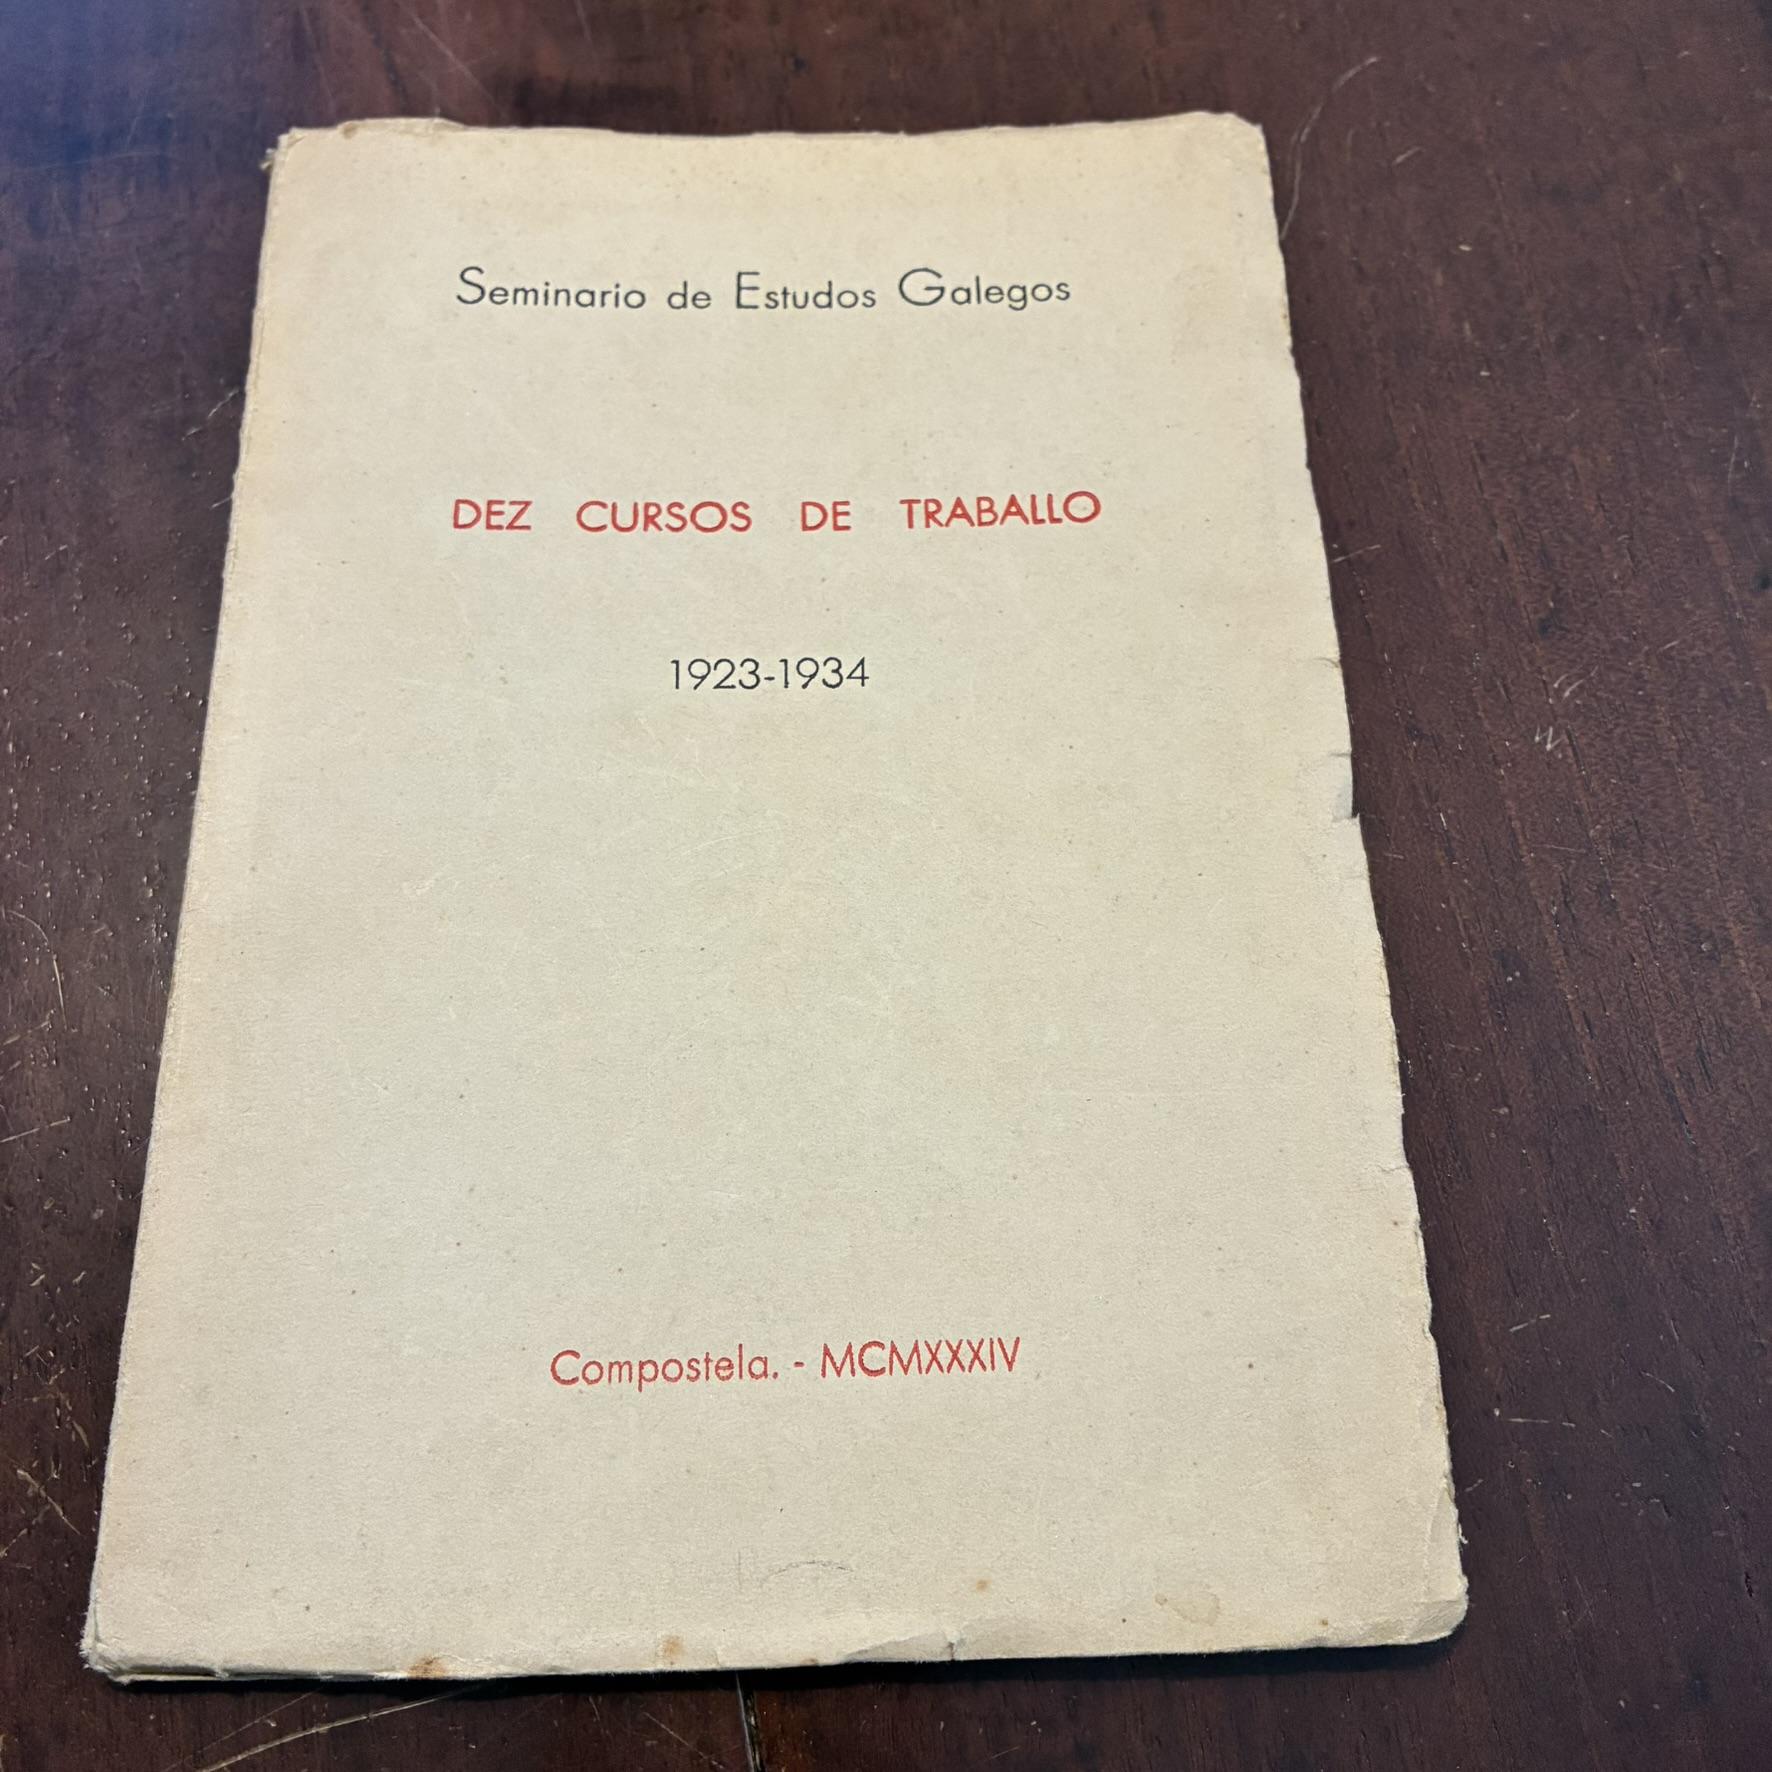 Seminario de Estudos Galegos
DEZ CURSOS DE TRABALLO
1923-1934
Compostela. - MCMXXXIV